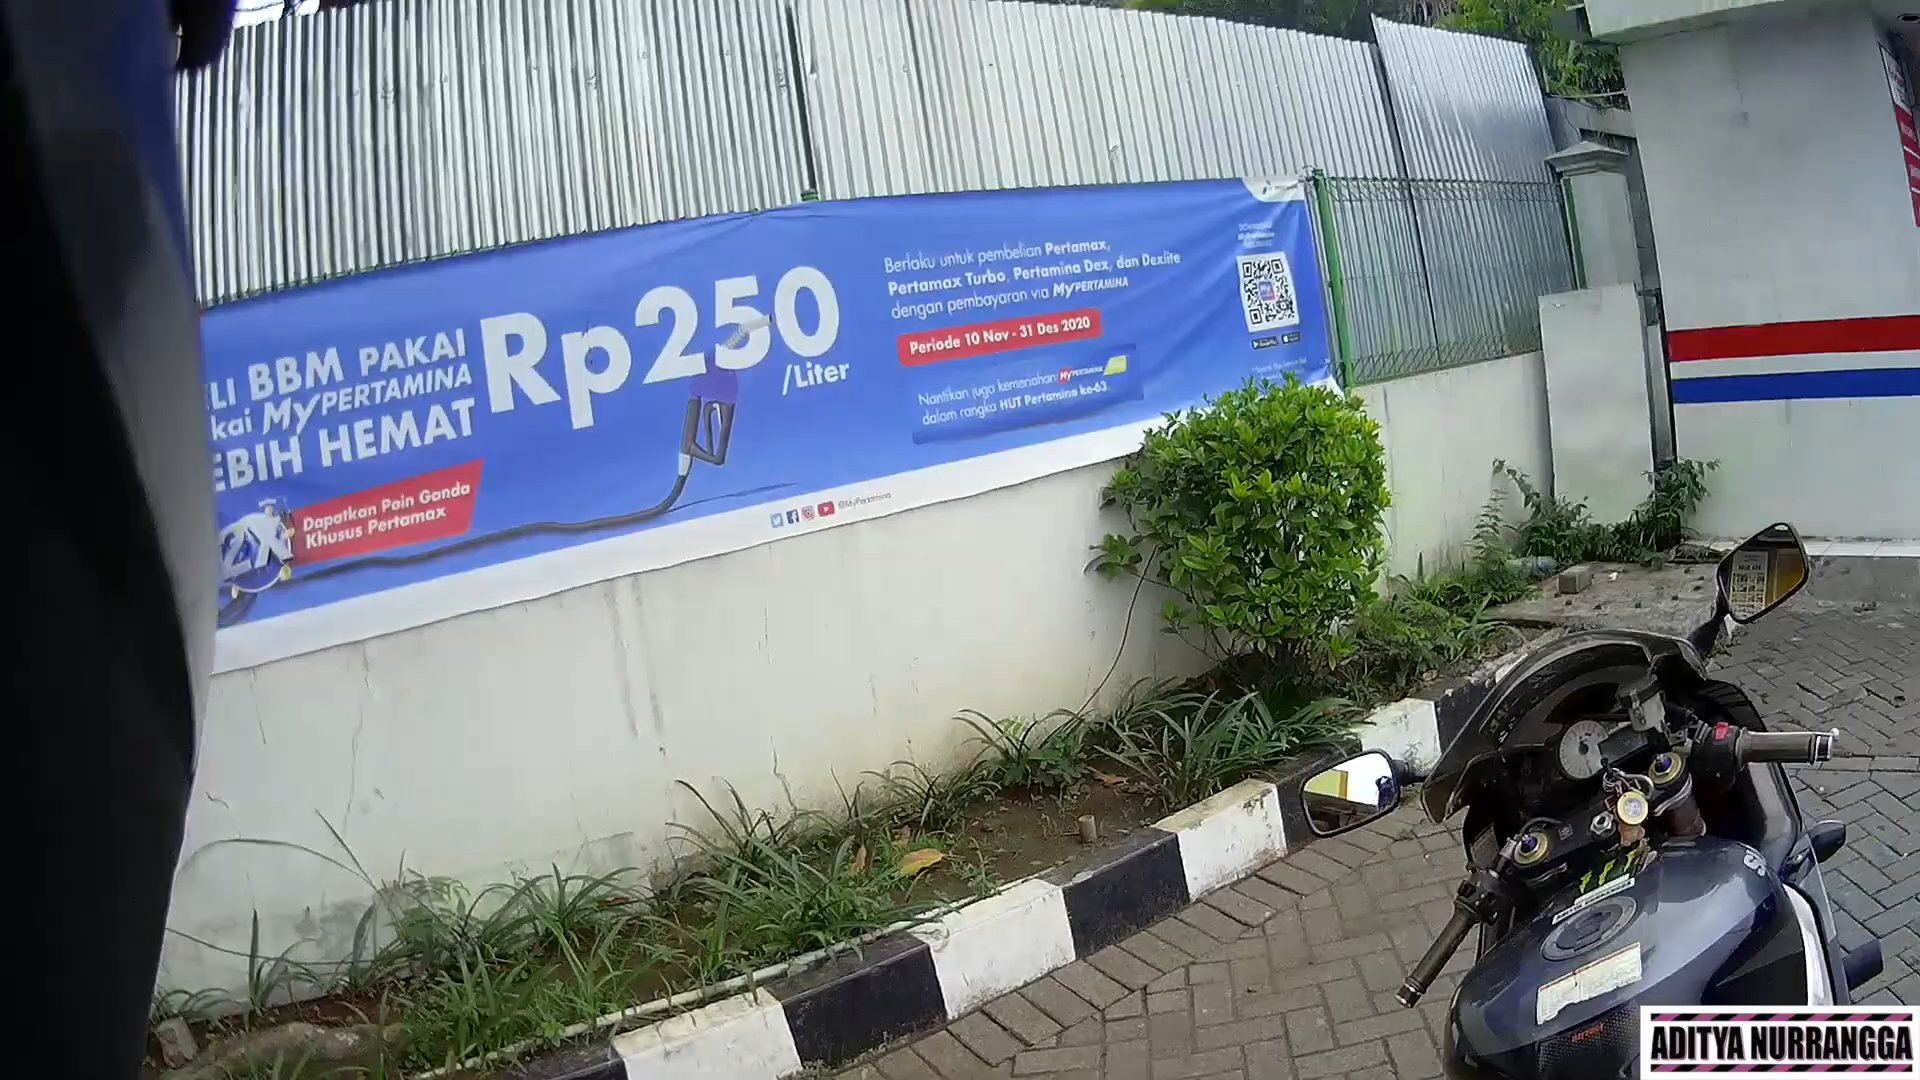 LI BBM PAKAI
kai MyPERTAMINA
EBIH HEMAT
Rp250
/Liter
2X
Dapatkan Poin Ganda
Khusus Pertamax
Berlaku untuk pembelian Pertamax,
Pertamax Turbo, Pertamina Dex, dan Dexlite
dengan pembayaran via MyPERTAMINA
Periode 10 Nov - 31 Des 2020
Nantikan juga kemeriahan MyPERTAMINA
dalam rangka HUT Pertamina ke-63
@MyPertamina
ADITYA NURRANGGA